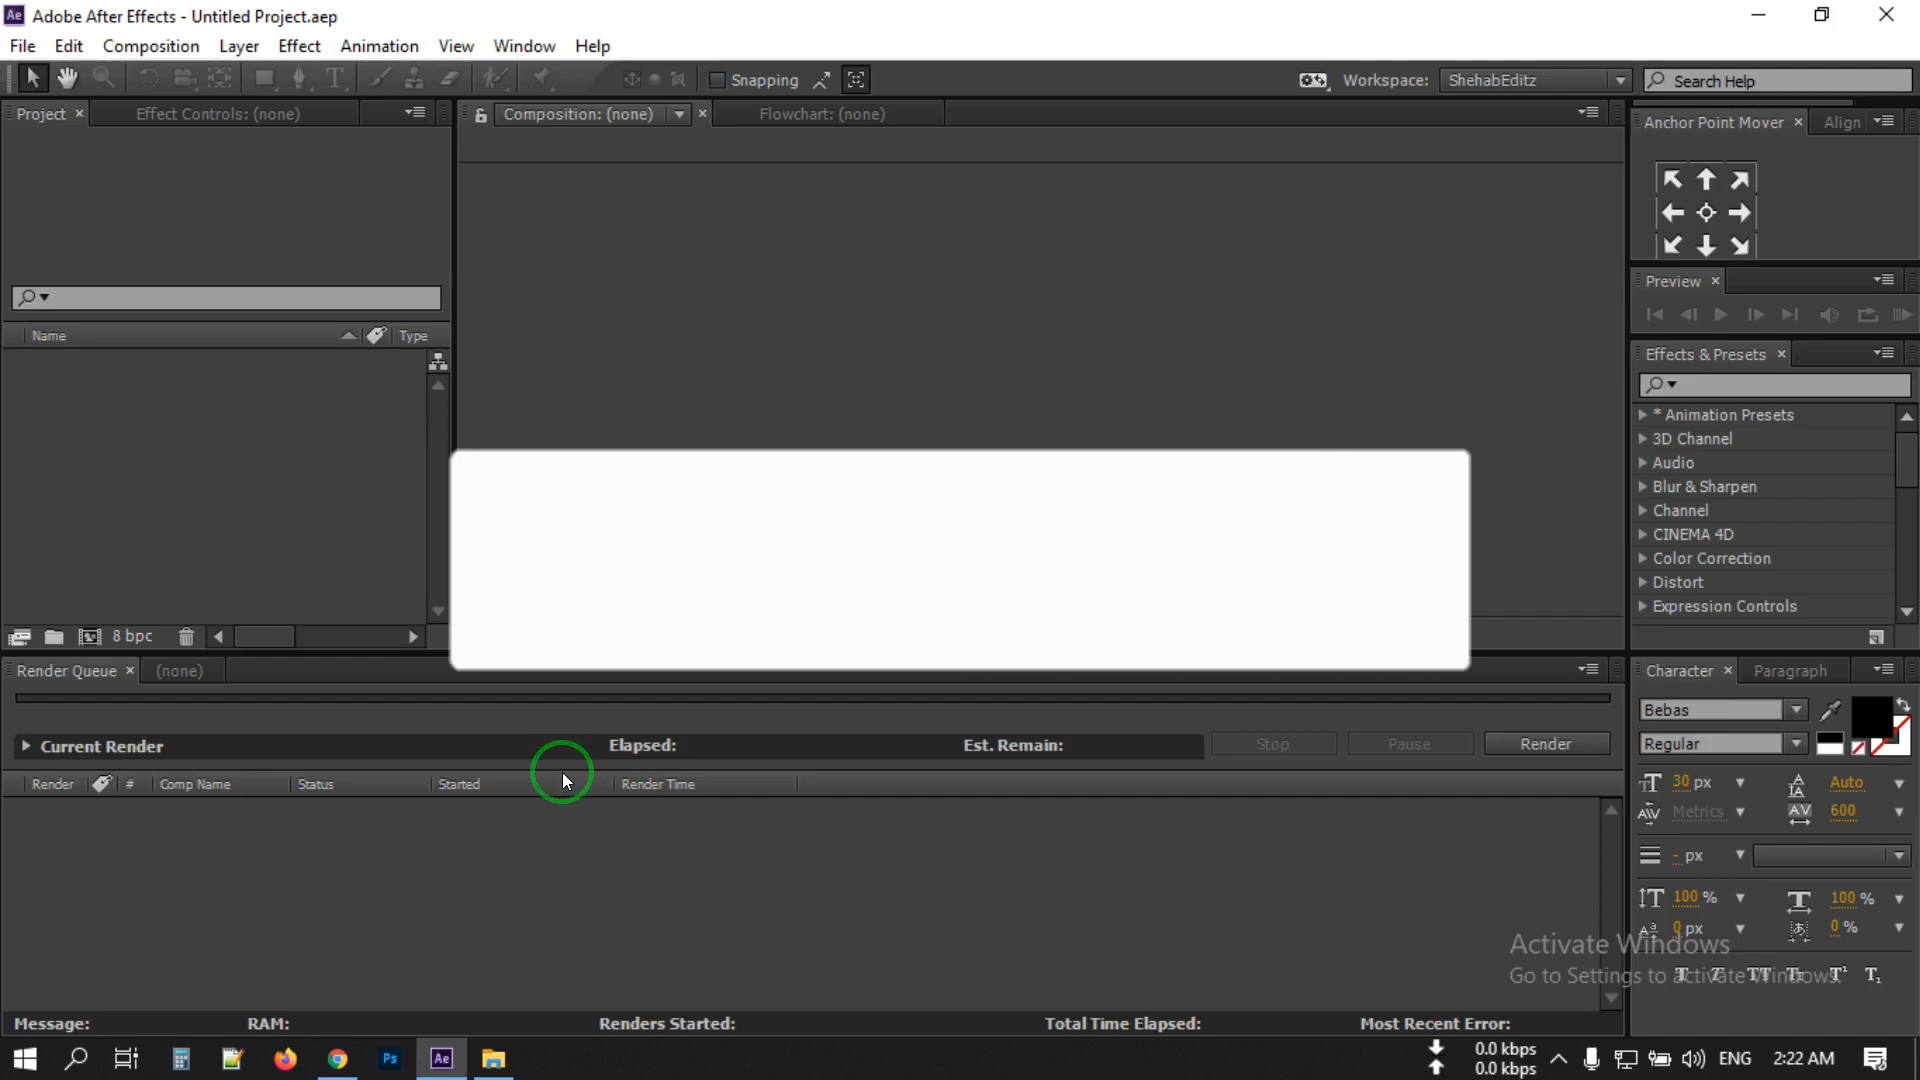 Ae Adobe After Effects - Untitled Project.aep
File Edit Composition Layer Effect Animation View Window Help
Snapping Workspace: ShehabEditz Search Help
Project Effect Controls: (none) Composition: (none) Flowchart: (none)
Anchor Point Mover Align
Preview
Name Type
Effects & Presets
* Animation Presets
3D Channel
Audio
Blur & Sharpen
Channel
CINEMA 4D
Color Correction
Distort
Expression Controls
8 bpc
Render Queue (none)
Current Render Elapsed: Est. Remain: Stop Pause Render
Render # Comp Name Status Started Render Time
Character Paragraph
Bebas
Regular
30 px Auto
Metrics 600
- px
100 % 100 %
0 px 0 %
Activate Windows
Go to Settings to activate Windows.
Message: RAM: Renders Started: Total Time Elapsed: Most Recent Error:
Ps Ae
0.0 kbps
0.0 kbps
ENG 2:22 AM